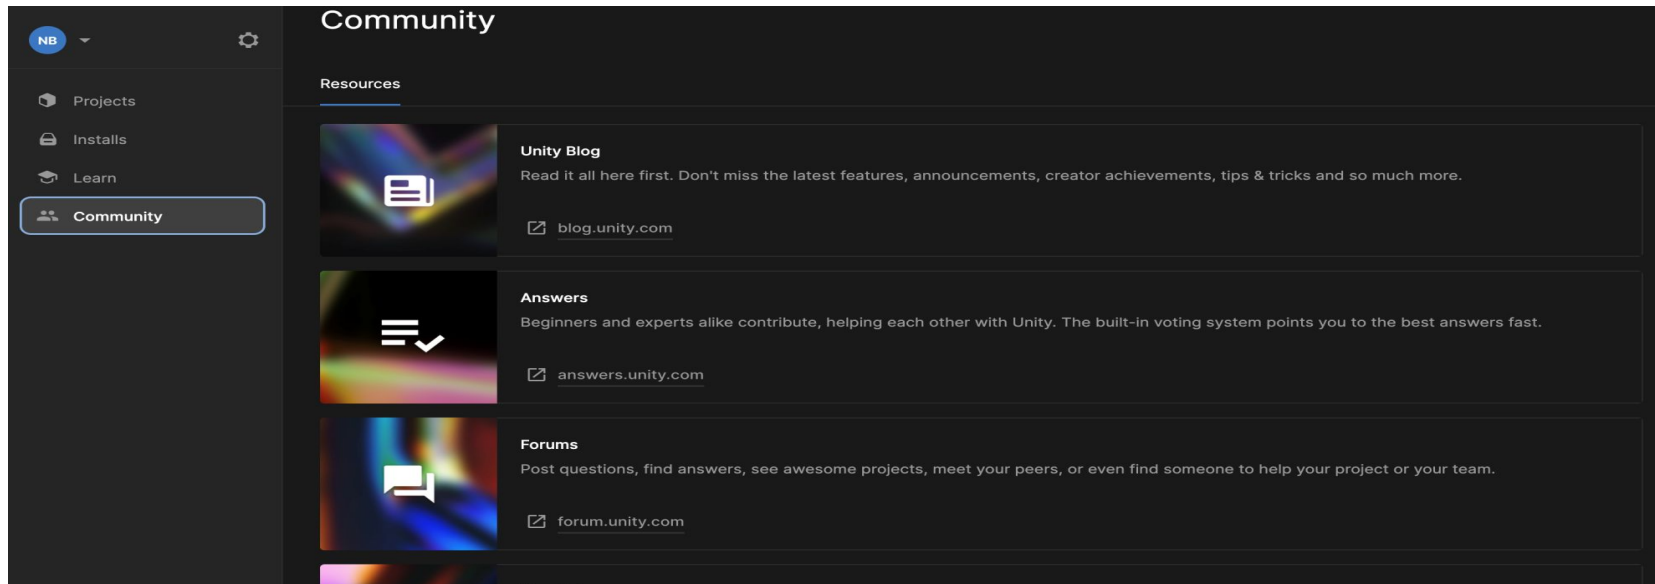 NB
Projects
Installs
Learn
Community
Community
Resources
Unity Blog
Read it all here first. Don't miss the latest features, announcements, creator achievements, tips & tricks and so much more.
blog.unity.com
Answers
Beginners and experts alike contribute, helping each other with Unity. The built-in voting system points you to the best answers fast.
answers.unity.com
Forums
Post questions, find answers, see awesome projects, meet your peers, or even find someone to help your project or your team.
forum.unity.com